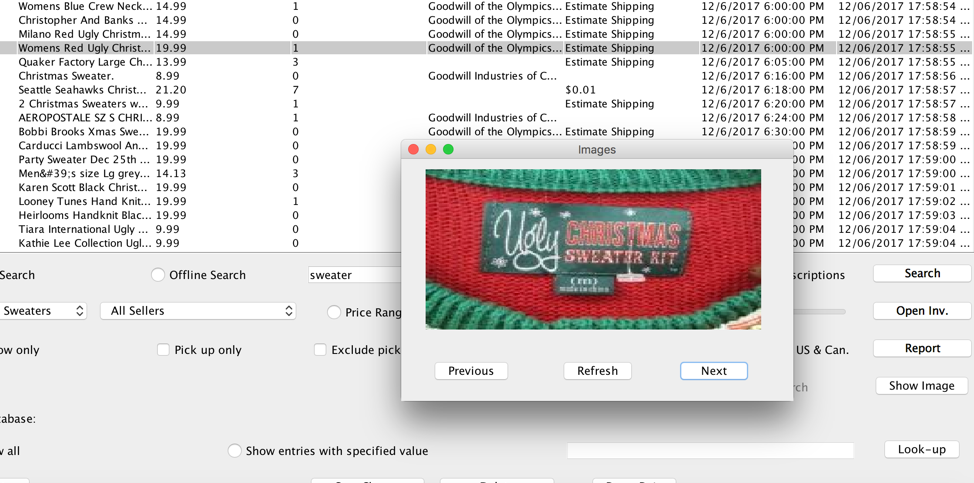 Womens Blue Crew Neck... 14.99 1 Goodwill of the Olympics... Estimate Shipping 12/6/2017 6:00:00 PM 12/06/2017 17:58:54 ...
Christopher And Banks ... 14.99 0 Goodwill of the Olympics... Estimate Shipping 12/6/2017 6:00:00 PM 12/06/2017 17:58:54 ...
Milano Red Ugly Christm... 14.99 0 Goodwill of the Olympics... Estimate Shipping 12/6/2017 6:00:00 PM 12/06/2017 17:58:55 ...
Womens Red Ugly Christ... 19.99 1 Goodwill of the Olympics... Estimate Shipping 12/6/2017 6:00:00 PM 12/06/2017 17:58:55 ...
Quaker Factory Large Ch... 13.99 3 Estimate Shipping 12/6/2017 6:05:00 PM 12/06/2017 17:58:55 ...
Christmas Sweater. 8.99 0 Goodwill Industries of C... 12/6/2017 6:16:00 PM 12/06/2017 17:58:56 ...
Seattle Seahawks Christ... 21.20 7 $0.01 12/6/2017 6:18:00 PM 12/06/2017 17:58:57 ...
2 Christmas Sweaters w... 9.99 1 Estimate Shipping 12/6/2017 6:20:00 PM 12/06/2017 17:58:57 ...
AEROPOSTALE SZ S CHRI... 8.99 1 Goodwill Industries of C... 12/6/2017 6:24:00 PM 12/06/2017 17:58:58 ...
Bobbi Brooks Xmas Swe... 19.99 0 Goodwill of the Olympics... Estimate Shipping 12/6/2017 6:30:00 PM 12/06/2017 17:58:59 ...
Carducci Lambswool An... 19.99 0 00 PM 12/06/2017 17:58:59 ...
Party Sweater Dec 25th ... 19.99 0 00 PM 12/06/2017 17:59:00 ...
Men&#39;s size Lg grey... 14.13 3 00 PM 12/06/2017 17:59:00 ...
Karen Scott Black Christ... 19.99 0 00 PM 12/06/2017 17:59:01 ...
Looney Tunes Hand Knit... 19.99 1 00 PM 12/06/2017 17:59:02 ...
Heirlooms Handknit Blac... 19.99 0 00 PM 12/06/2017 17:59:03 ...
Tiara International Ugly ... 9.99 0 00 PM 12/06/2017 17:59:04 ...
Kathie Lee Collection Ugl... 9.99 0 00 PM 12/06/2017 17:59:04 ...
Images
Ugly CHRISTMAS
SWEATER KIT
(m)
made in china
Previous Refresh Next
Search Offline Search sweater scriptions Search
Sweaters All Sellers Price Rang Open Inv.
ow only Pick up only Exclude pick US & Can. Report
rch Show Image
abase:
w all Show entries with specified value Look-up